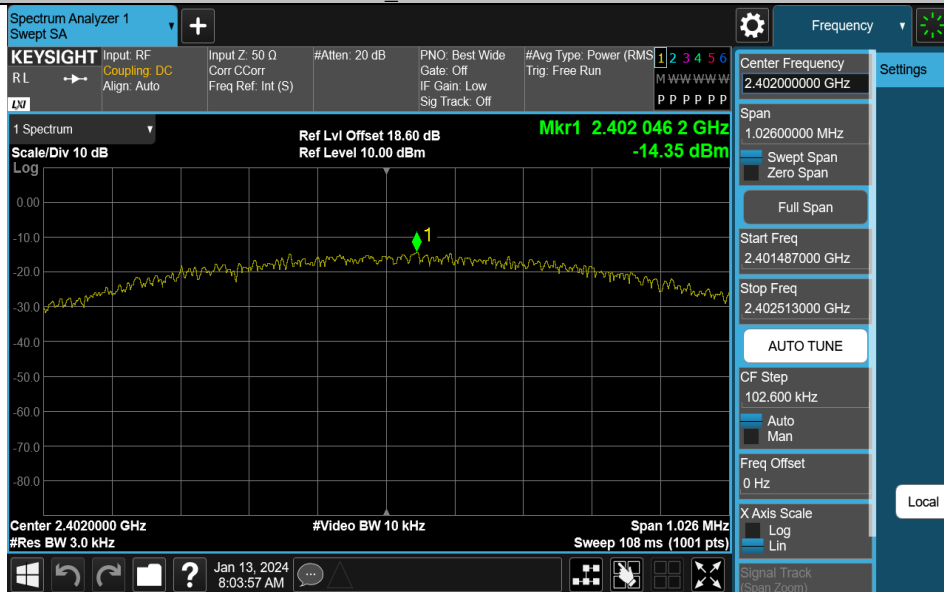 Spectrum Analyzer 1
Swept SA
+
Frequency
KEYSIGHT
R L
LXI
Input: RF
Coupling: DC
Align: Auto
Input Z: 50 Ω
Corr CCorr
Freq Ref: Int (S)
#Atten: 20 dB
PNO: Best Wide
Gate: Off
IF Gain: Low
Sig Track: Off
#Avg Type: Power (RMS
Trig: Free Run
1 2 3 4 5 6
M W W W W W
P P P P P P
1 Spectrum
Scale/Div 10 dB
Log
Ref Lvl Offset 18.60 dB
Ref Level 10.00 dBm
Mkr1 2.402 046 2 GHz
-14.35 dBm
0.00
-10.0
-20.0
-30.0
-40.0
-50.0
-60.0
-70.0
-80.0
1
Center 2.4020000 GHz
#Res BW 3.0 kHz
#Video BW 10 kHz
Span 1.026 MHz
Sweep 108 ms (1001 pts)
Center Frequency
2.402000000 GHz
Span
1.02600000 MHz
Swept Span
Zero Span
Full Span
Start Freq
2.401487000 GHz
Stop Freq
2.402513000 GHz
AUTO TUNE
CF Step
102.600 kHz
Auto
Man
Freq Offset
0 Hz
X Axis Scale
Log
Lin
Signal Track
(Span Zoom)
Settings
Local
?
Jan 13, 2024
8:03:57 AM